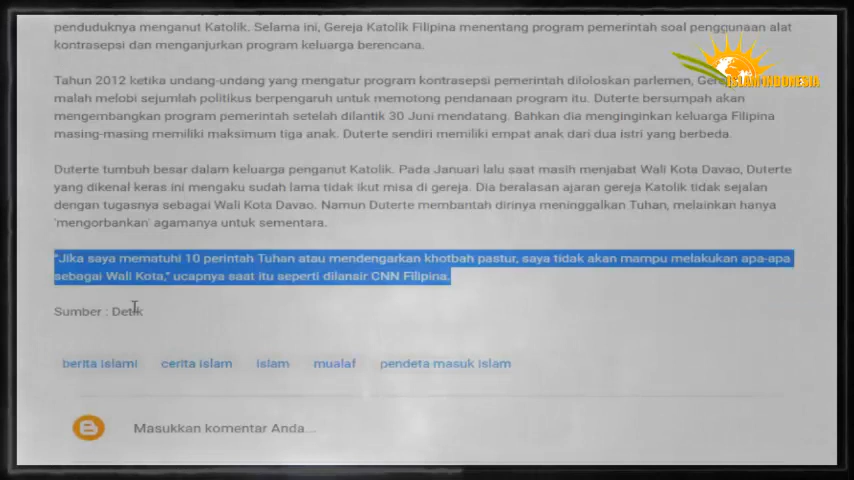 penduduknya menganut Katolik. Selama ini, Gereja Katolik Filipina menentang program pemerintah soal penggunaan alat
kontrasepsi dan menganjurkan program keluarga berencana.
Tahun 2012 ketika undang-undang yang mengatur program kontrasepsi pemerintah diloloskan parlemen,
malah melobi sejumlah politikus berpengaruh untuk memotong pendanaan program itu. Duterte bersumpah akan
mengembangkan program pemerintah setelah dilantik 30 Juni mendatang. Bahkan dia menginginkan keluarga Filipina
masing-masing memiliki maksimum tiga anak. Duterte sendiri memiliki empat anak dari dua istri yang berbeda.
ISLAM INDONESIA
Duterte tumbuh besar dalam keluarga penganut Katolik. Pada Januari lalu saat masih menjabat Wali Kota Davao, Duterte
yang dikenal keras ini mengaku sudah lama tidak ikut misa di gereja. Dia beralasan ajaran gereja Katolik tidak sejalan
dengan tugasnya sebagai Wali Kota Davao. Namun Duterte membantah dirinya meninggalkan Tuhan, melainkan hanya
'mengorbankan' agamanya untuk sementara.
"Jika saya mematuhi 10 perintah Tuhan atau mendengarkan khotbah pastur, saya tidak akan mampu melakukan apa-apa
sebagai Wali Kota," ucapnya saat itu seperti dilansir CNN Filipina.
Sumber : Detik
berita islami cerita islam islam mualaf pendeta masuk islam
Masukkan komentar Anda...